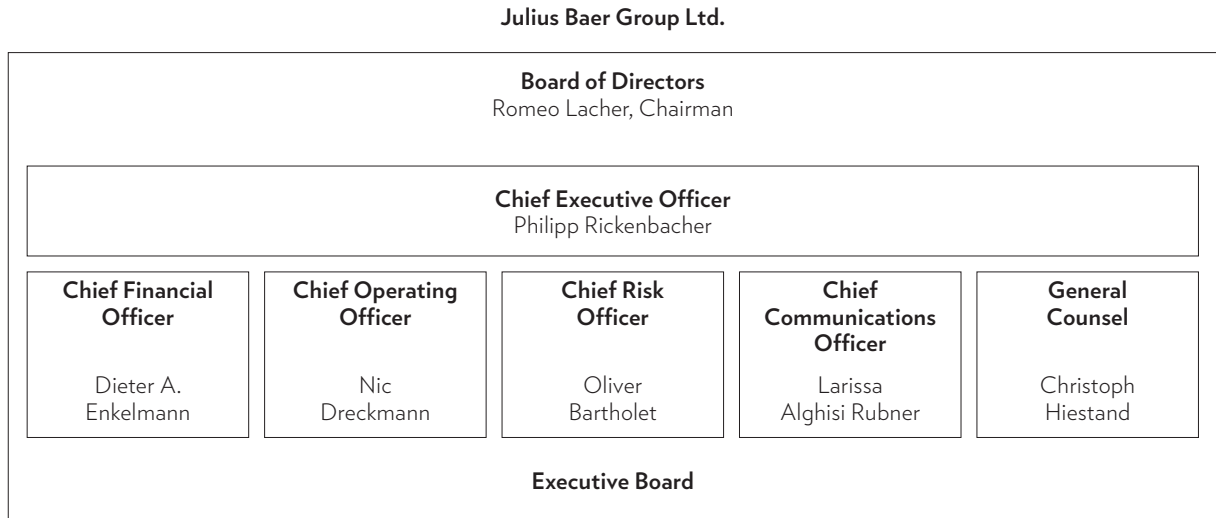 Julius Baer Group Ltd.
Board of Directors
Romeo Lacher, Chairman
Chief Executive Officer
Philipp Rickenbacher
Chief Financial
Officer
Dieter A.
Enkelmann
Chief Operating
Officer
Nic
Dreckmann
Chief Risk
Officer
Oliver
Bartholet
Chief
Communications
Officer
Larissa
Alghisi Rubner
General
Counsel
Christoph
Hiestand
Executive Board